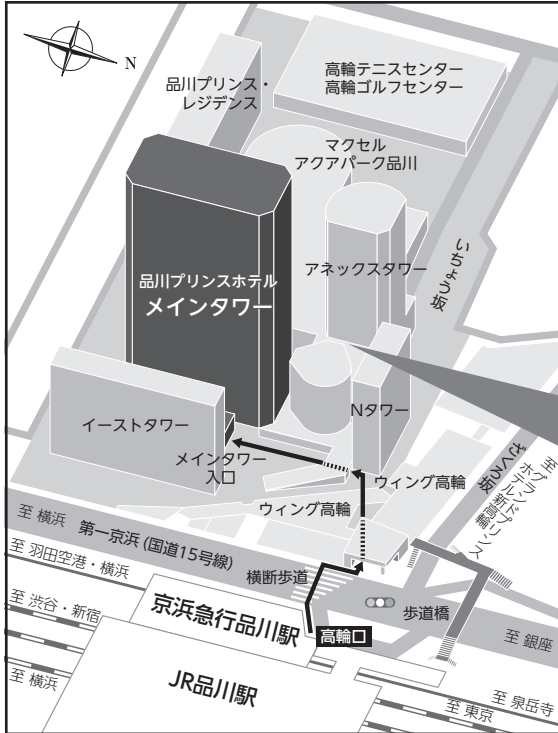 N
高輪テニスセンター
高輪ゴルフセンター
品川プリンス・
レジデンス
マクセル
アクアパーク品川
いちょう坂
アネックスタワー
品川プリンスホテル
メインタワー
Nタワー
イーストタワー
メインタワー
入口
ウィング高輪
ウィング高輪
さくら坂
至 グランドプリンス
ホテル新高輪
至 横浜
第一京浜 (国道15号線)
至 羽田空港・横浜
横断歩道
歩道橋
至 銀座
至 渋谷・新宿
京浜急行品川駅
高輪口
至 横浜
JR品川駅
至 泉岳寺
至 東京